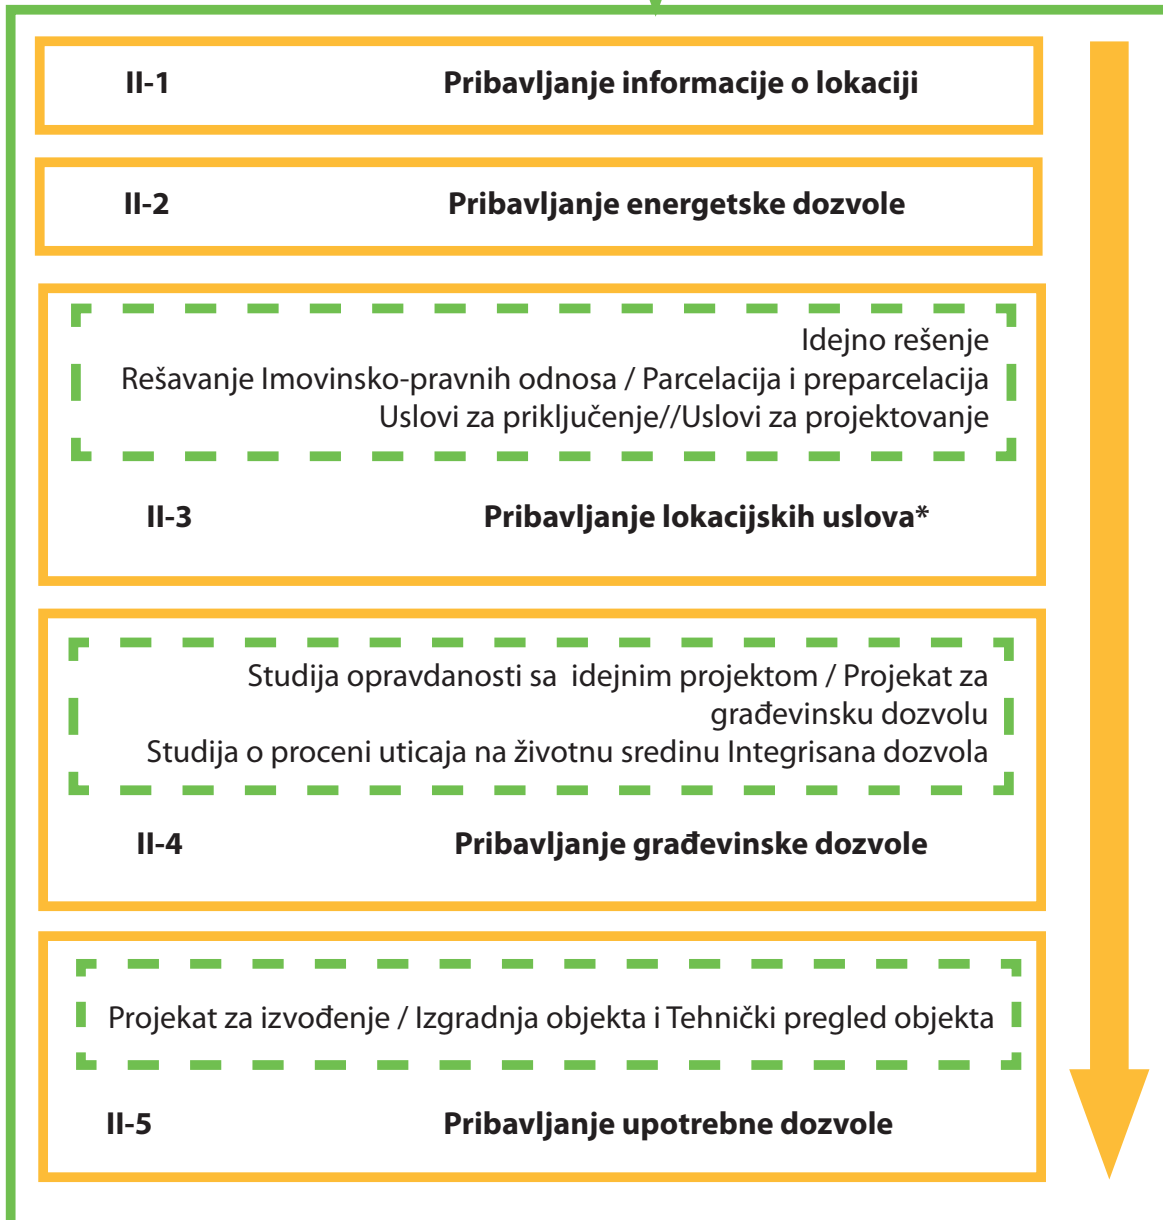 II-1 Pribavljanje informacije o lokaciji
II-2 Pribavljanje energetske dozvole
Idejno rešenje
Rešavanje Imovinsko-pravnih odnosa / Parcelacija i preparcelacija
Uslovi za priključenje//Uslovi za projektovanje
II-3 Pribavljanje lokacijskih uslova*
Studija opravdanosti sa idejnim projektom / Projekat za
građevinsku dozvolu
Studija o proceni uticaja na životnu sredinu Integrisana dozvola
II-4 Pribavljanje građevinske dozvole
Projekat za izvođenje / Izgradnja objekta i Tehnički pregled objekta
II-5 Pribavljanje upotrebne dozvole